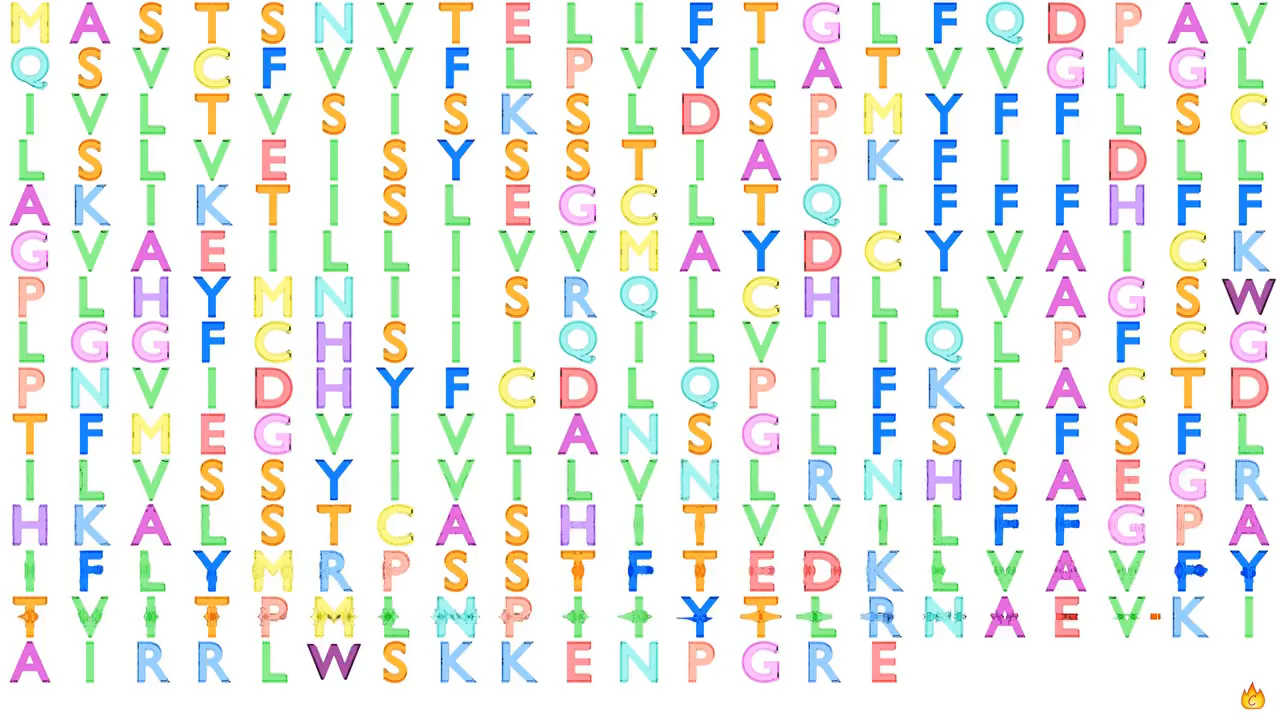 MASTSNVTELIFTGLFQDPAV
QSVCFVVFLPVYLATVVGNGL
IVLTVSISKSLDSPMYFFLSC
LSLVEISYSSTIAPKFIIDLL
AKIKTISLEGCLTQIFFFHFF
GVAEILLIVVMAYDCYVAICK
PLHYMNIISRQLCHLLVAGSW
LGGFCHSIIQILVIIQLPFCG
PNVIDHYFCDLQPLFKLACTD
TFMEGVIVLANSGLFSVFSFL
ILVSSYIVILVNLRNHSAEGR
HKALSTCASHITVVILFFGPA
IFLYMRPSSTFTEDKLVAVFY
TVITPMLNPIIYTLRNAEVKI
AIRRLWSKKENPGRE
C